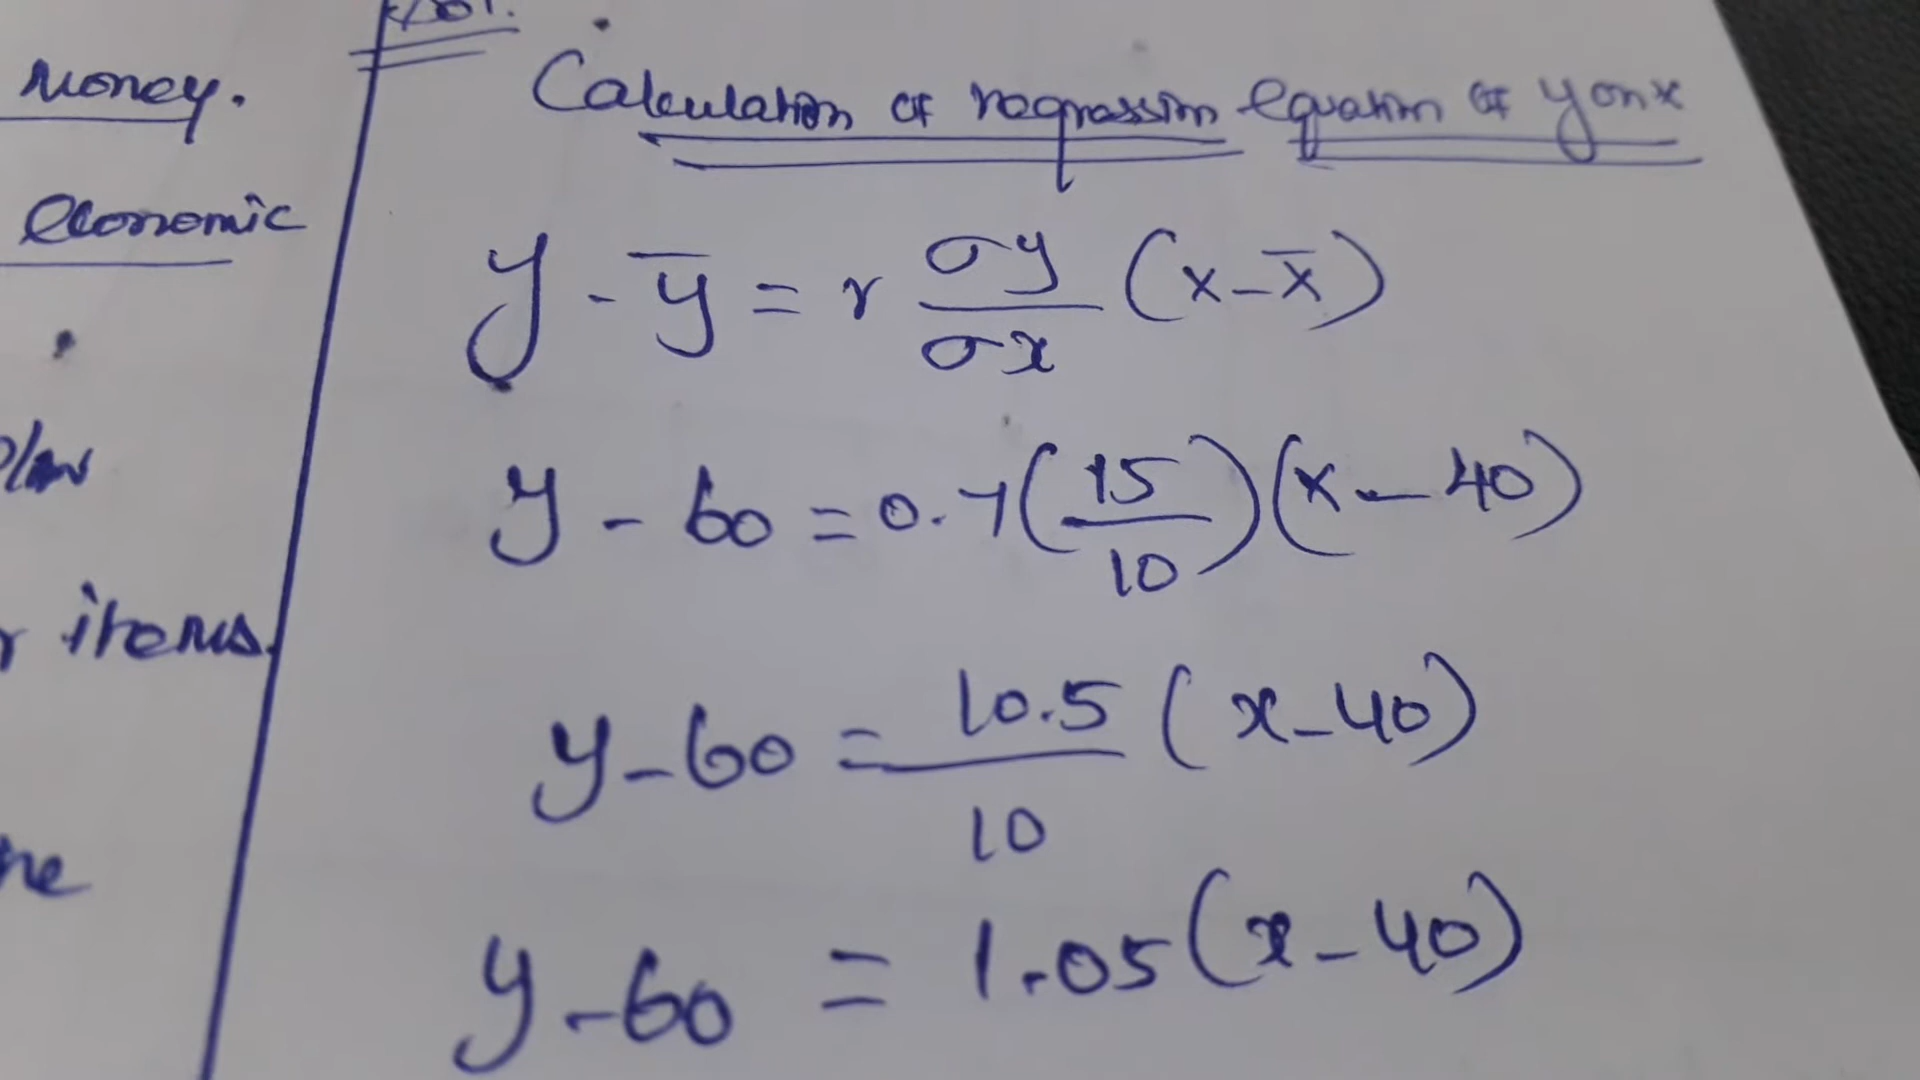 Money.
Economic
items.
Calculation of regression equation of y on x
y - ȳ = r σy/σx (x - x̄)
y - 60 = 0.7 (15/10) (x - 40)
y - 60 = 10.5/10 (x - 40)
y - 60 = 1.05 (x - 40)